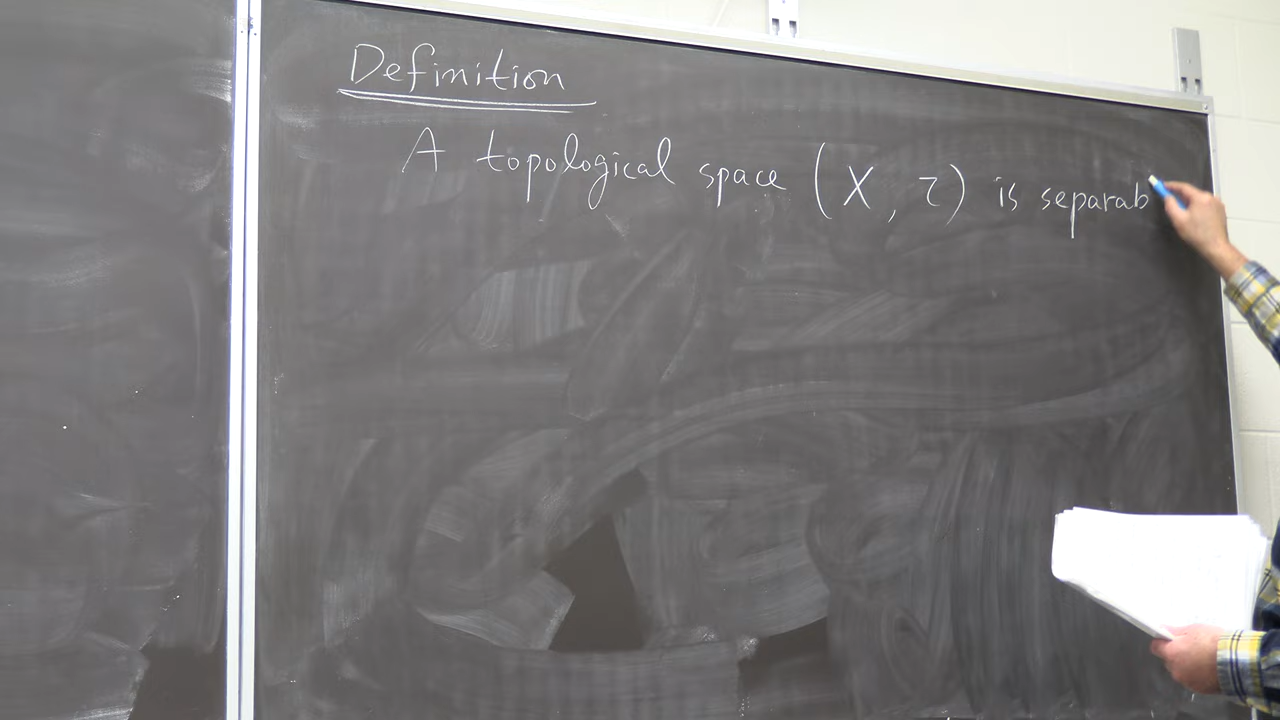 Definition
A topological space (X, τ) is separab